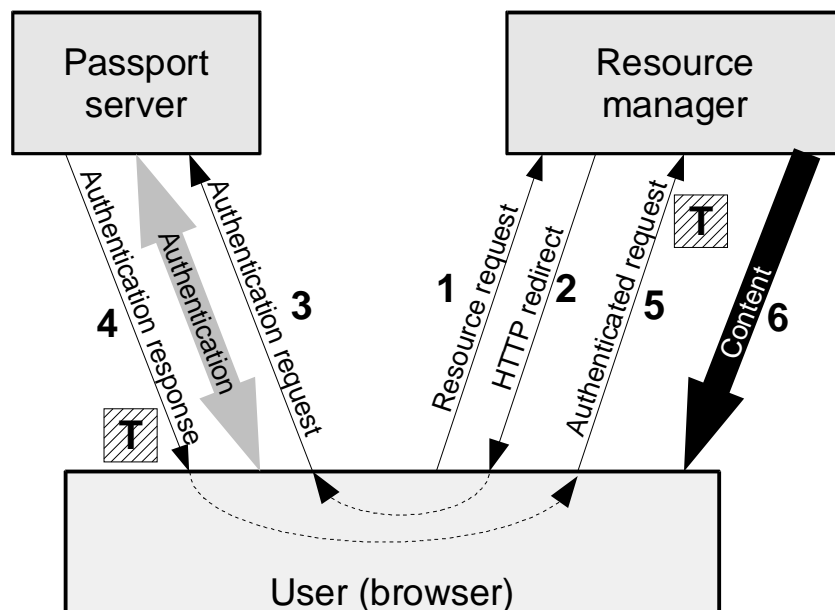 Passport
server
Resource
manager
Authentication response
Authentication
Authentication request
Resource request
HTTP redirect
Authenticated request
Content
T
T
1
2
3
4
5
6
User (browser)